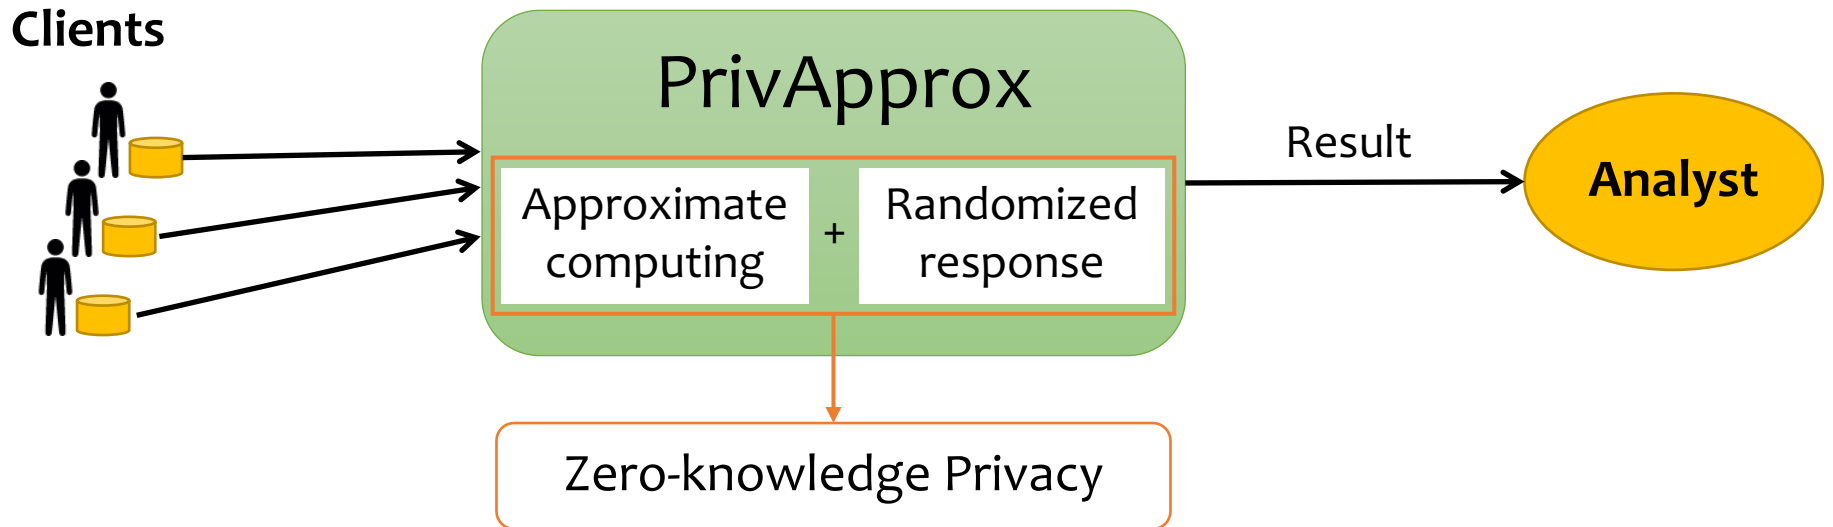 Clients
PrivApprox
Approximate
computing
+
Randomized
response
Result
Analyst
Zero-knowledge Privacy